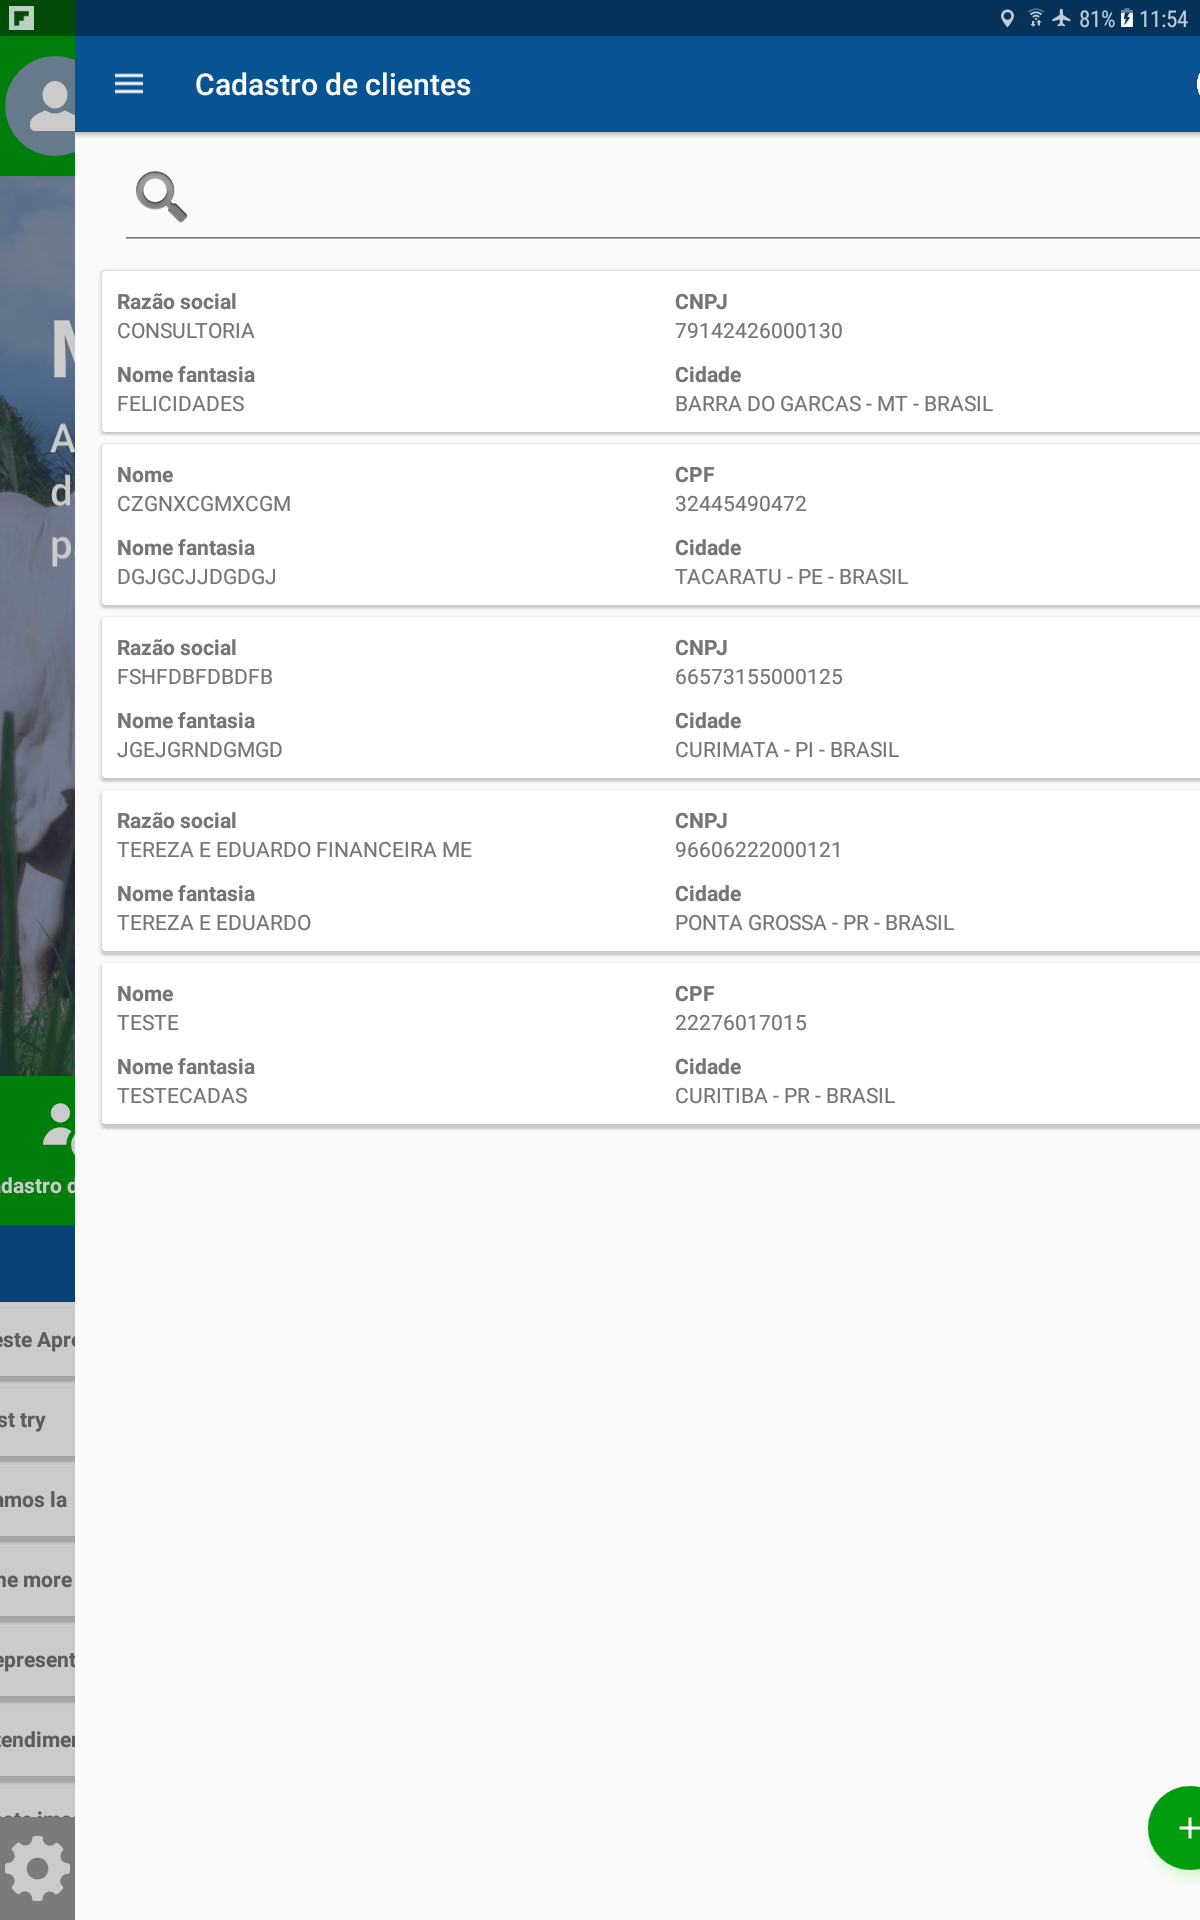 81% 11:54
Cadastro de clientes
Razão social CNPJ
CONSULTORIA 79142426000130
Nome fantasia Cidade
FELICIDADES BARRA DO GARCAS - MT - BRASIL
Nome CPF
CZGNXCGMXCGM 32445490472
Nome fantasia Cidade
DGJGCJJDGDGJ TACARATU - PE - BRASIL
Razão social CNPJ
FSHFDBFDBDFB 66573155000125
Nome fantasia Cidade
JGEJGRNDGMGD CURIMATA - PI - BRASIL
Razão social CNPJ
TEREZA E EDUARDO FINANCEIRA ME 96606222000121
Nome fantasia Cidade
TEREZA E EDUARDO PONTA GROSSA - PR - BRASIL
Nome CPF
TESTE 22276017015
Nome fantasia Cidade
TESTECADAS CURITIBA - PR - BRASIL
dastro
este Apr
st try
amos la
ne more
epresent
tendimen